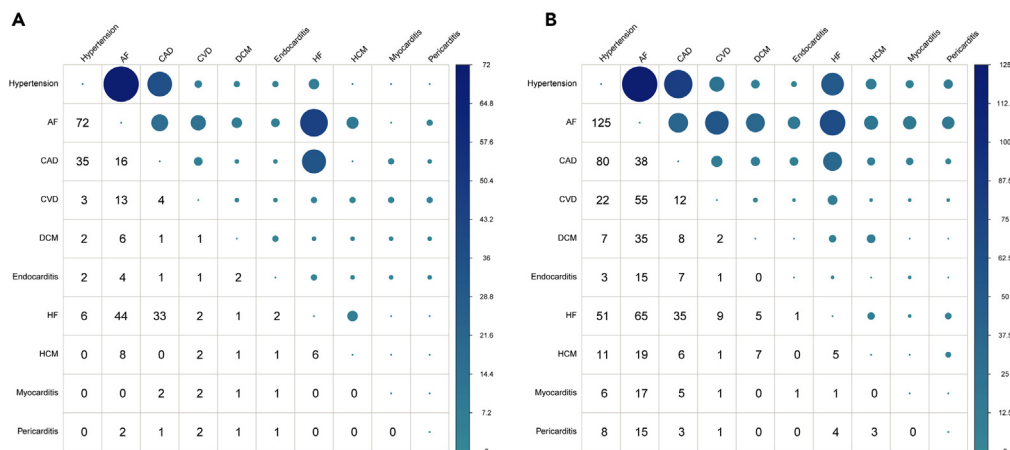 A
Hypertension AF CAD CVD DCM Endocarditis HF HCM Myocarditis Pericarditis
Hypertension
AF 72
CAD 35 16
CVD 3 13 4
DCM 2 6 1 1
Endocarditis 2 4 1 1 2
HF 6 44 33 2 1 2
HCM 0 8 0 2 1 1 6
Myocarditis 0 0 2 2 1 1 0 0
Pericarditis 0 2 1 2 1 1 0 0 0
72
64.8
57.6
50.4
43.2
36
28.8
21.6
14.4
7.2
B
Hypertension AF CAD CVD DCM Endocarditis HF HCM Myocarditis Pericarditis
Hypertension
AF 125
CAD 80 38
CVD 22 55 12
DCM 7 35 8 2
Endocarditis 3 15 7 1 0
HF 51 65 35 9 5 1
HCM 11 19 6 1 7 0 5
Myocarditis 6 17 5 1 0 1 1 0
Pericarditis 8 15 3 1 0 0 4 3 0
125
112.5
100
87.5
75
62.5
50
37.5
25
12.5